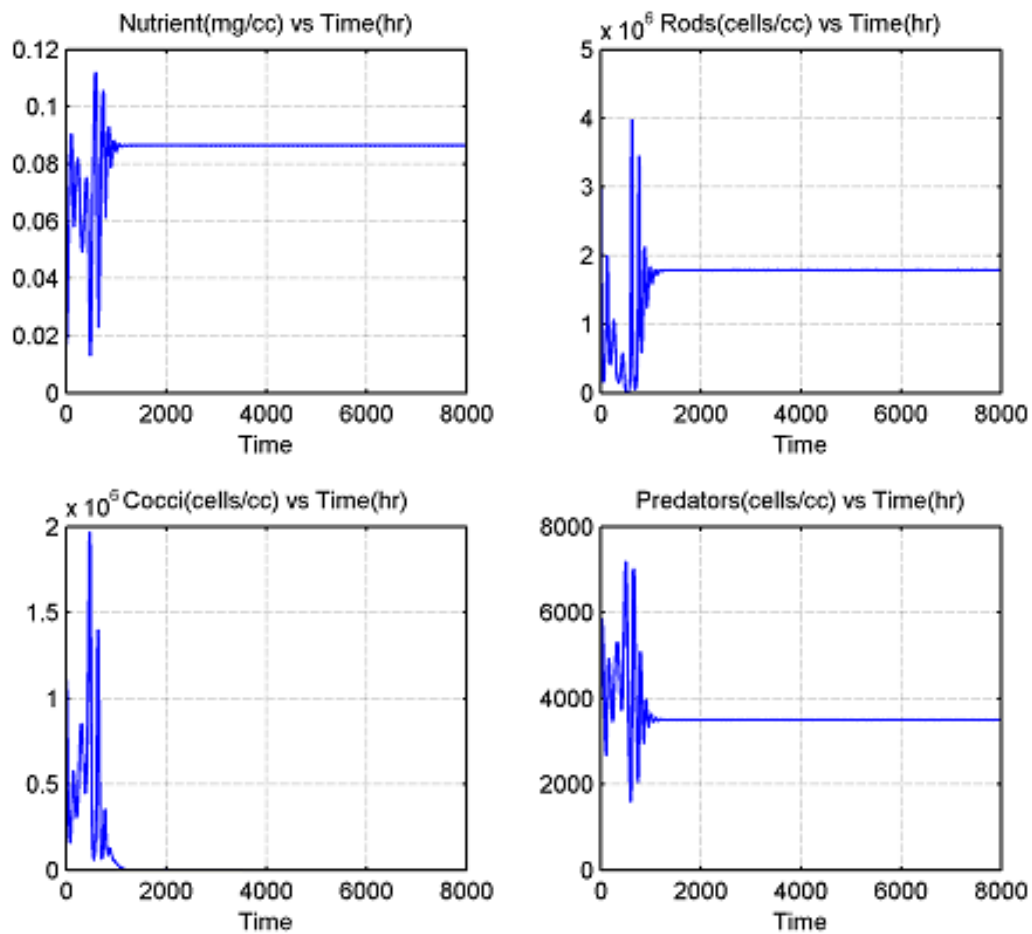 Nutrient(mg/cc) vs Time(hr)
0.12
0.1
0.08
0.06
0.04
0.02
0
0 2000 4000 6000 8000
Time
x 10^6 Rods(cells/cc) vs Time(hr)
5
4
3
2
1
0
0 2000 4000 6000 8000
Time
x 10^6 Cocci(cells/cc) vs Time(hr)
2
1.5
1
0.5
0
0 2000 4000 6000 8000
Time
Predators(cells/cc) vs Time(hr)
8000
6000
4000
2000
0
0 2000 4000 6000 8000
Time